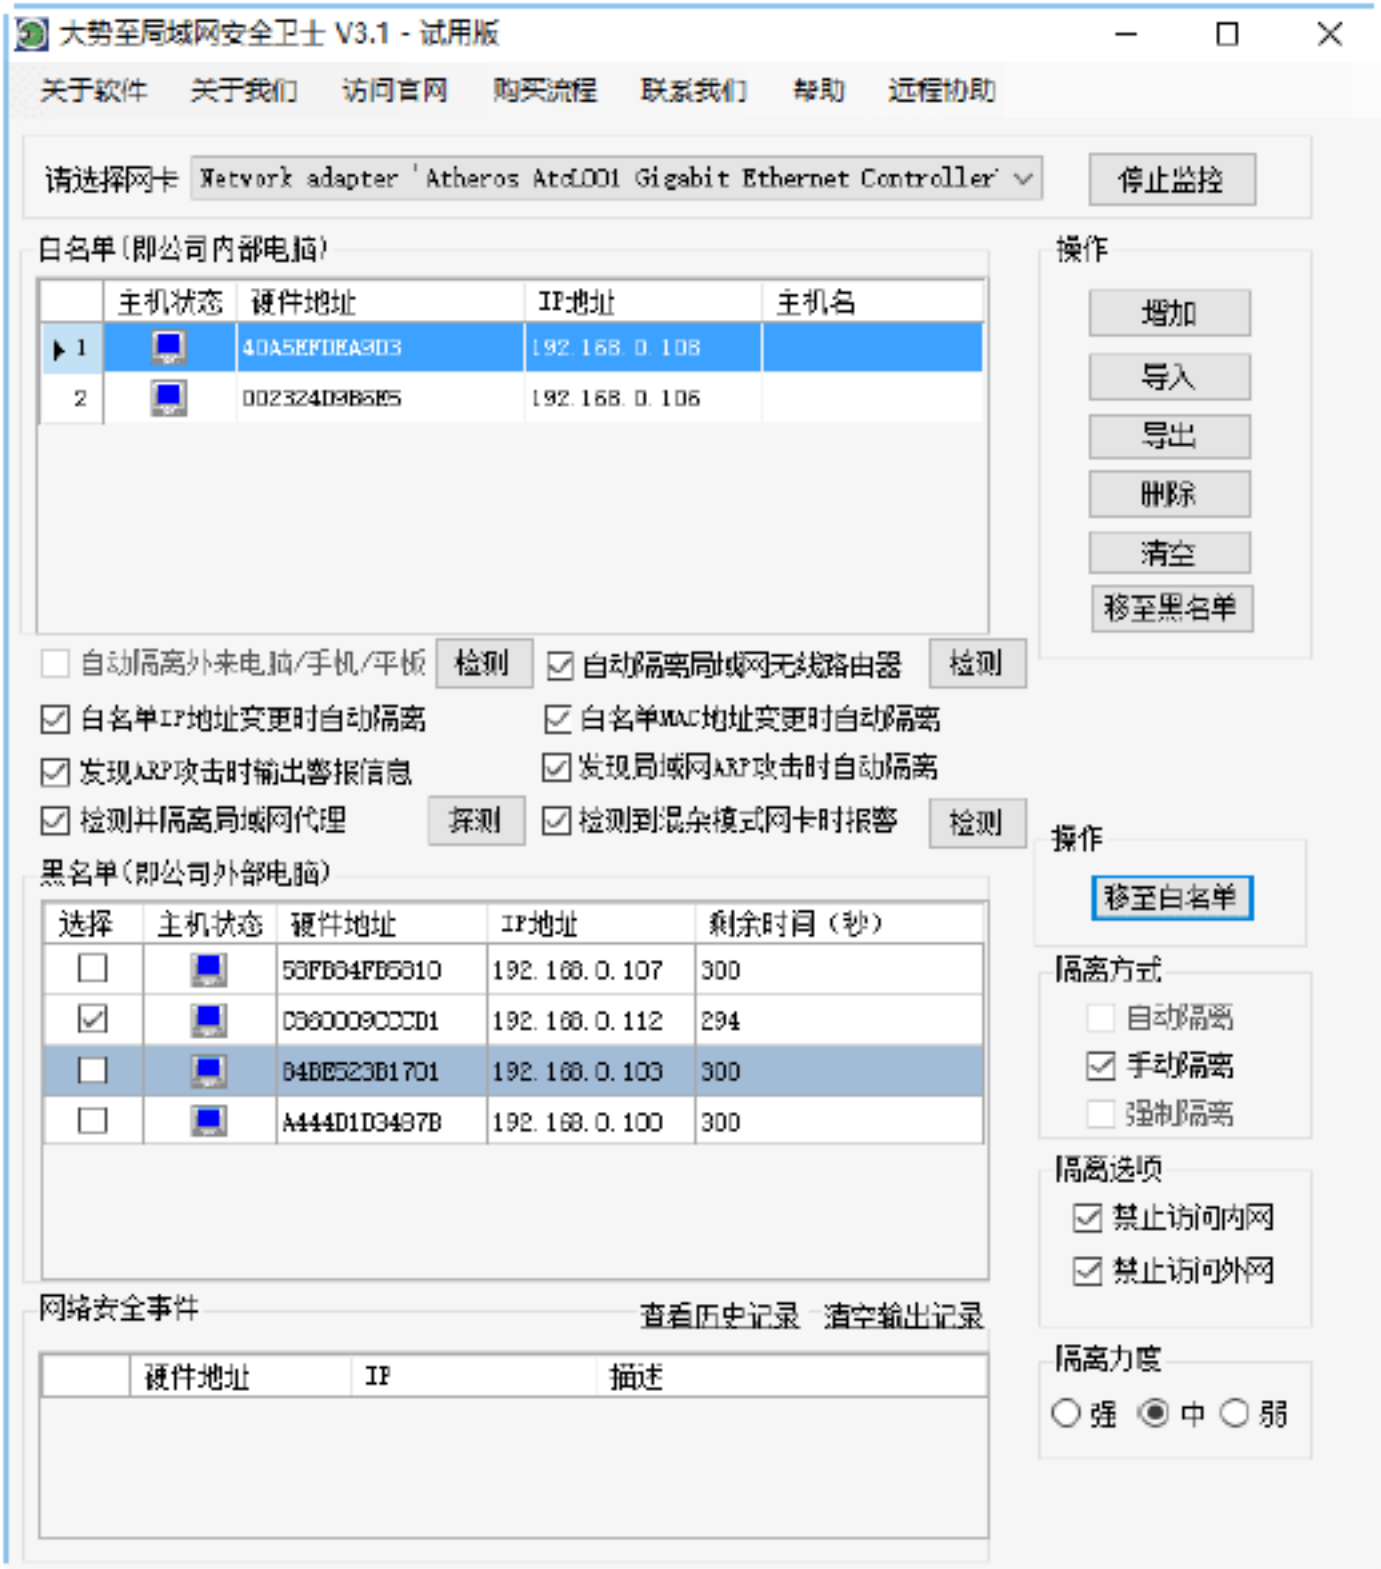 大势至局域网安全卫士 V3.1 - 试用版
关于软件 关于我们 访问官网 购买流程 联系我们 帮助 远程协助
请选择网卡 Network adapter 'Atheros AtcL001 Gigabit Ethernet Controller' 停止监控
白名单(即公司内部电脑)
操作
主机状态 硬件地址 IP地址 主机名
1 40A5EFDEA9D3 192.168.0.108
2 002324D9B6E5 192.168.0.106
增加
导入
导出
删除
清空
移至黑名单
自动隔离外来电脑/手机/平板 检测 自动隔离局域网无线路由器 检测
白名单IP地址变更时自动隔离 白名单MAC地址变更时自动隔离
发现ARP攻击时输出警报信息 发现局域网ARP攻击时自动隔离
检测并隔离局域网代理 探测 检测到混杂模式网卡时报警 检测
黑名单(即公司外部电脑)
操作
移至白名单
选择 主机状态 硬件地址 IP地址 剩余时间（秒）
192.168.0.107 300
192.168.0.112 294
84BE523B1701 192.168.0.103 300
A444D1D3487B 192.168.0.100 300
隔离方式
自动隔离
手动隔离
强制隔离
隔离选项
禁止访问内网
禁止访问外网
网络安全事件 查看历史记录 清空输出记录
硬件地址 IP 描述
隔离力度
强 中 弱